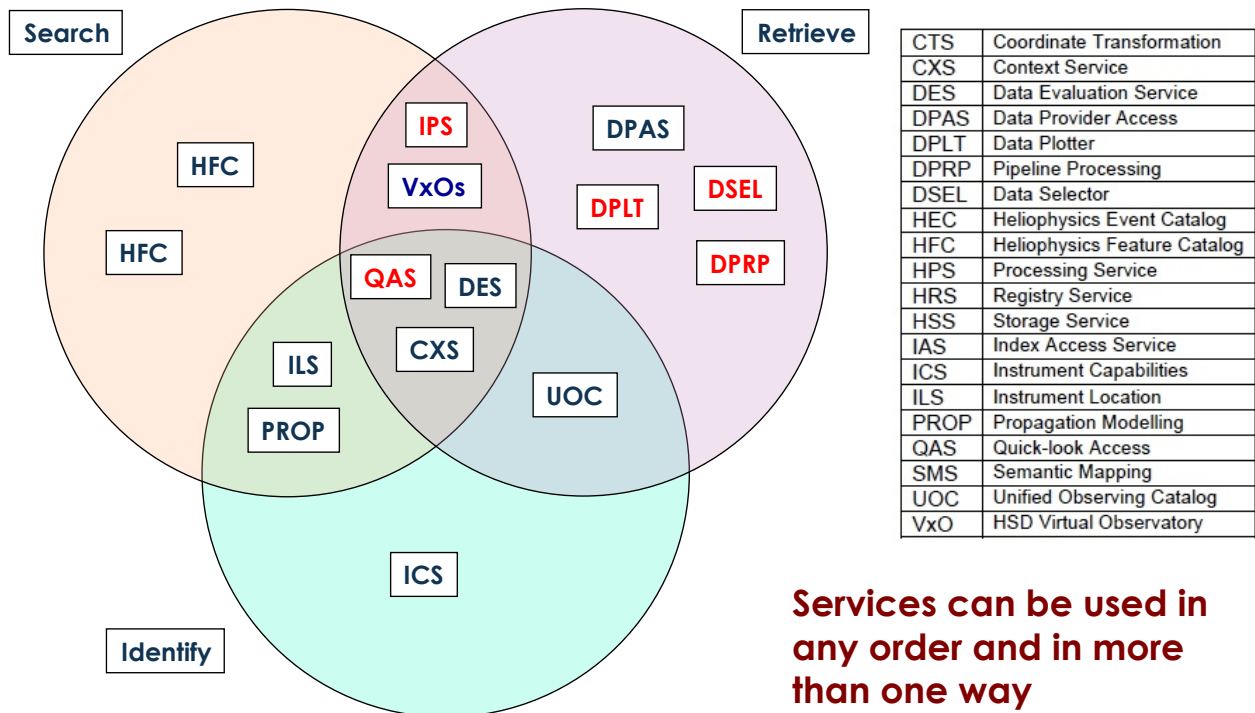 Search
Retrieve
IPS
DPAS
HFC
VxOs
DSEL
DPLT
HFC
DPRP
QAS
DES
CXS
ILS
UOC
PROP
ICS
Identify
CTS Coordinate Transformation
CXS Context Service
DES Data Evaluation Service
DPAS Data Provider Access
DPLT Data Plotter
DPRP Pipeline Processing
DSEL Data Selector
HEC Heliophysics Event Catalog
HFC Heliophysics Feature Catalog
HPS Processing Service
HRS Registry Service
HSS Storage Service
IAS Index Access Service
ICS Instrument Capabilities
ILS Instrument Location
PROP Propagation Modelling
QAS Quick-look Access
SMS Semantic Mapping
UOC Unified Observing Catalog
VxO HSD Virtual Observatory
Services can be used in
any order and in more
than one way